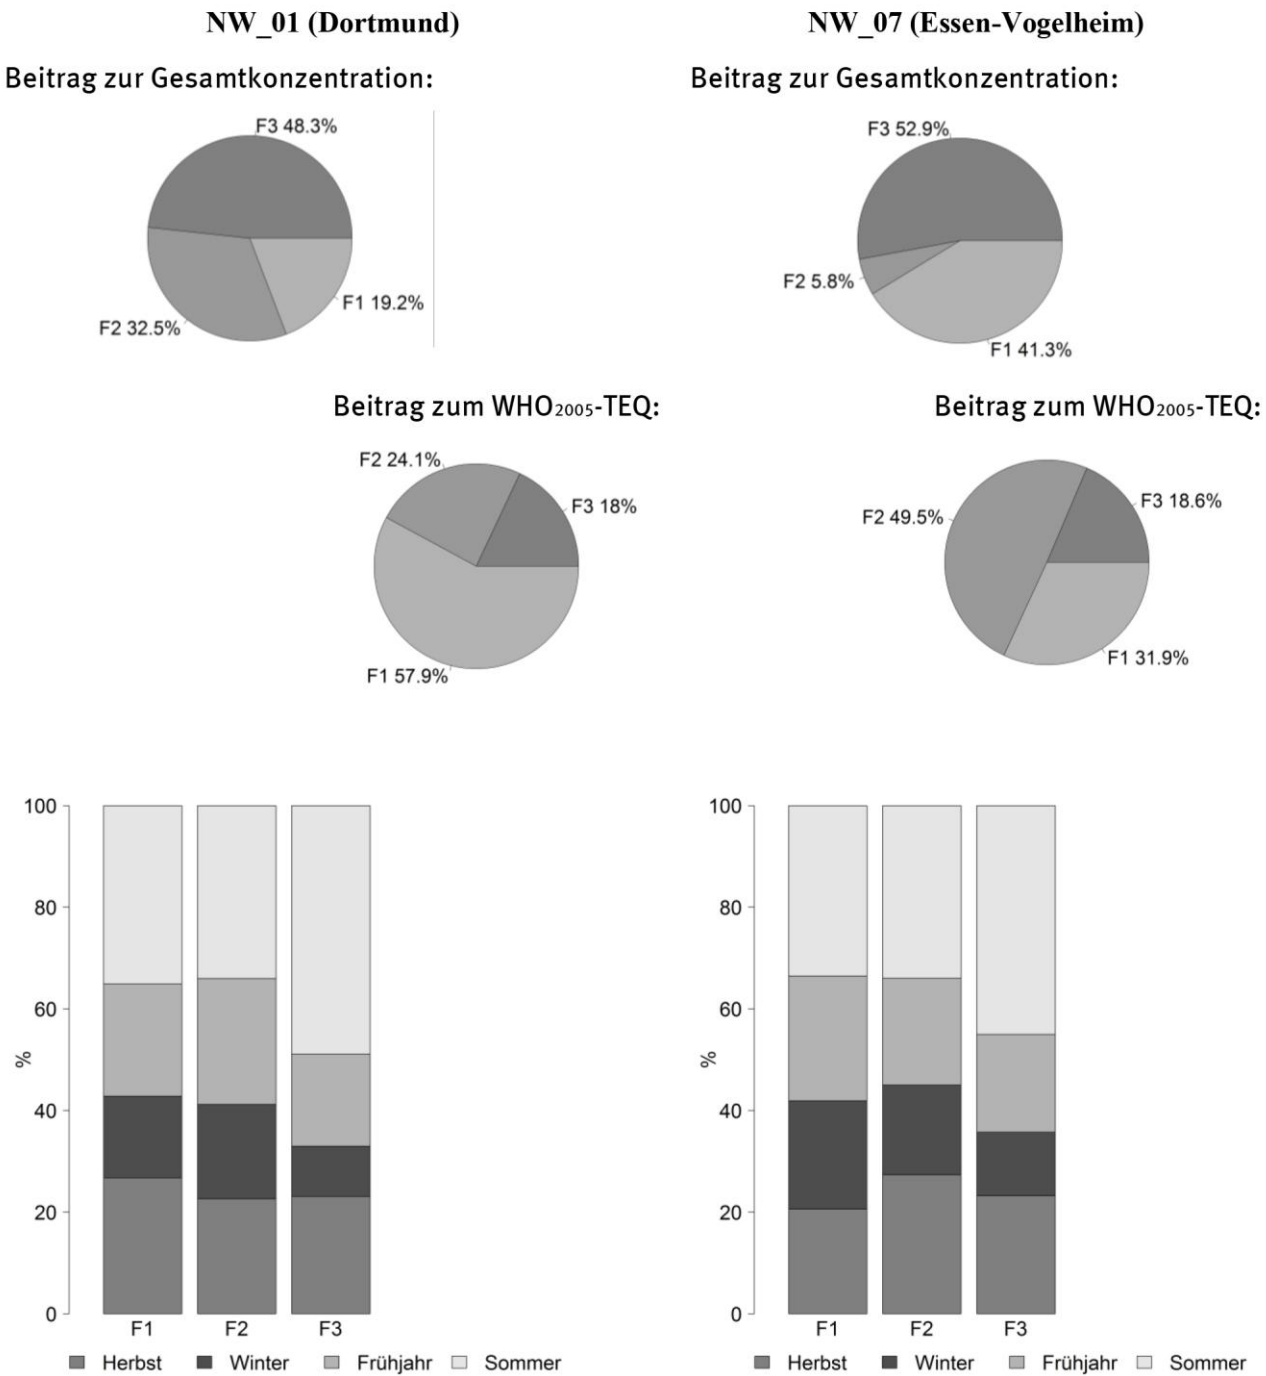 NW_01 (Dortmund)
Beitrag zur Gesamtkonzentration:
F3 48.3%
F2 32.5%
F1 19.2%
Beitrag zum WHO2005-TEQ:
F2 24.1%
F3 18%
F1 57.9%
100
80
60
%
40
20
0
F1 F2 F3
Herbst Winter Frühjahr Sommer
NW_07 (Essen-Vogelheim)
Beitrag zur Gesamtkonzentration:
F3 52.9%
F2 5.8%
F1 41.3%
Beitrag zum WHO2005-TEQ:
F2 49.5%
F3 18.6%
F1 31.9%
100
80
60
%
40
20
0
F1 F2 F3
Herbst Winter Frühjahr Sommer